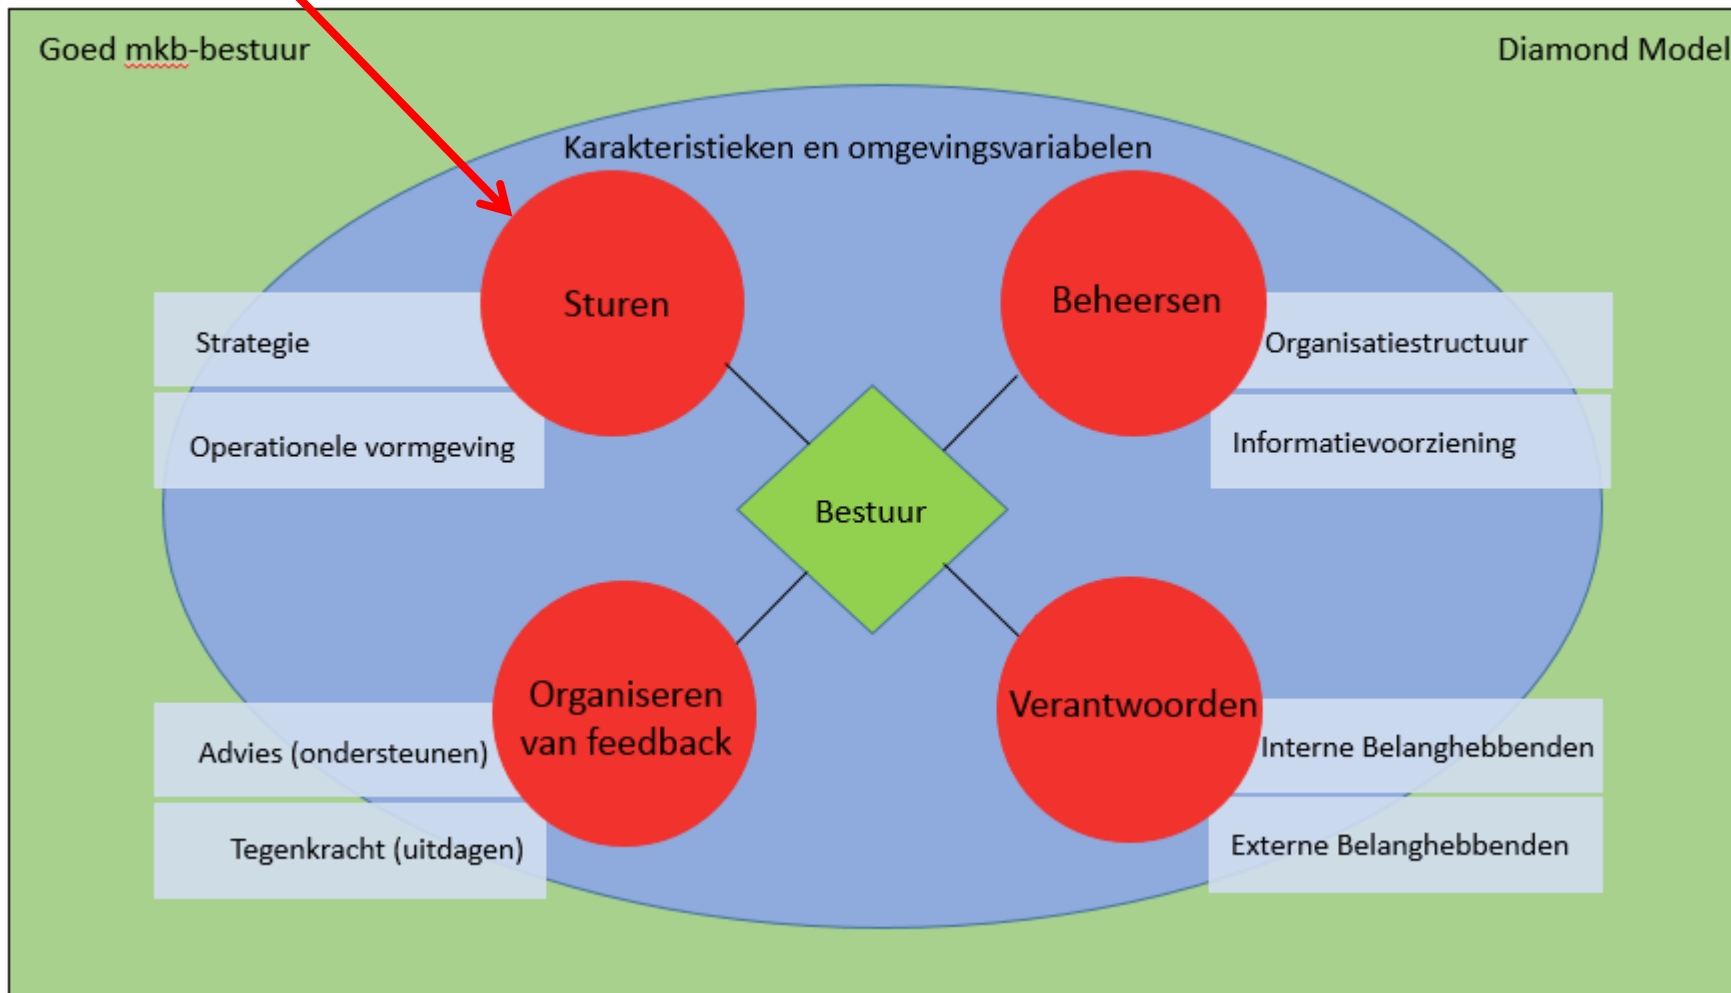 Goed mkb-bestuur
Diamond Model
Karakteristieken en omgevingsvariabelen
Sturen
Strategie
Operationele vormgeving
Beheersen
Organisatiestructuur
Informatievoorziening
Bestuur
Organiseren
van feedback
Advies (ondersteunen)
Tegenkracht (uitdagen)
Verantwoorden
Interne Belanghebbenden
Externe Belanghebbenden